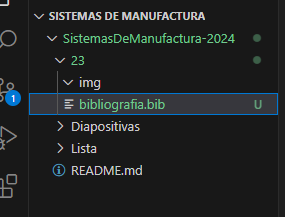 SISTEMAS DE MANUFACTURA
SistemasDeManufactura-2024
23
img
bibliografia.bib U
Diapositivas
Lista
README.md
1